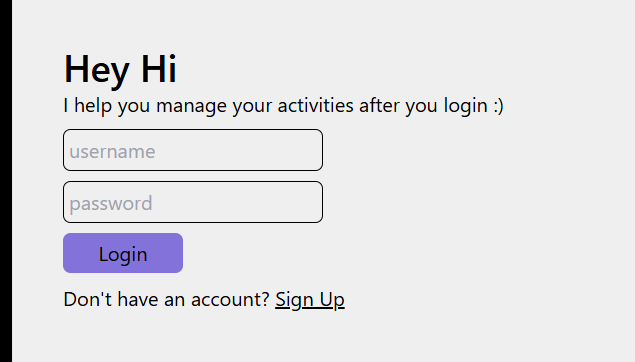 Hey Hi
I help you manage your activities after you login :)
username
password
Login
Don't have an account? Sign Up